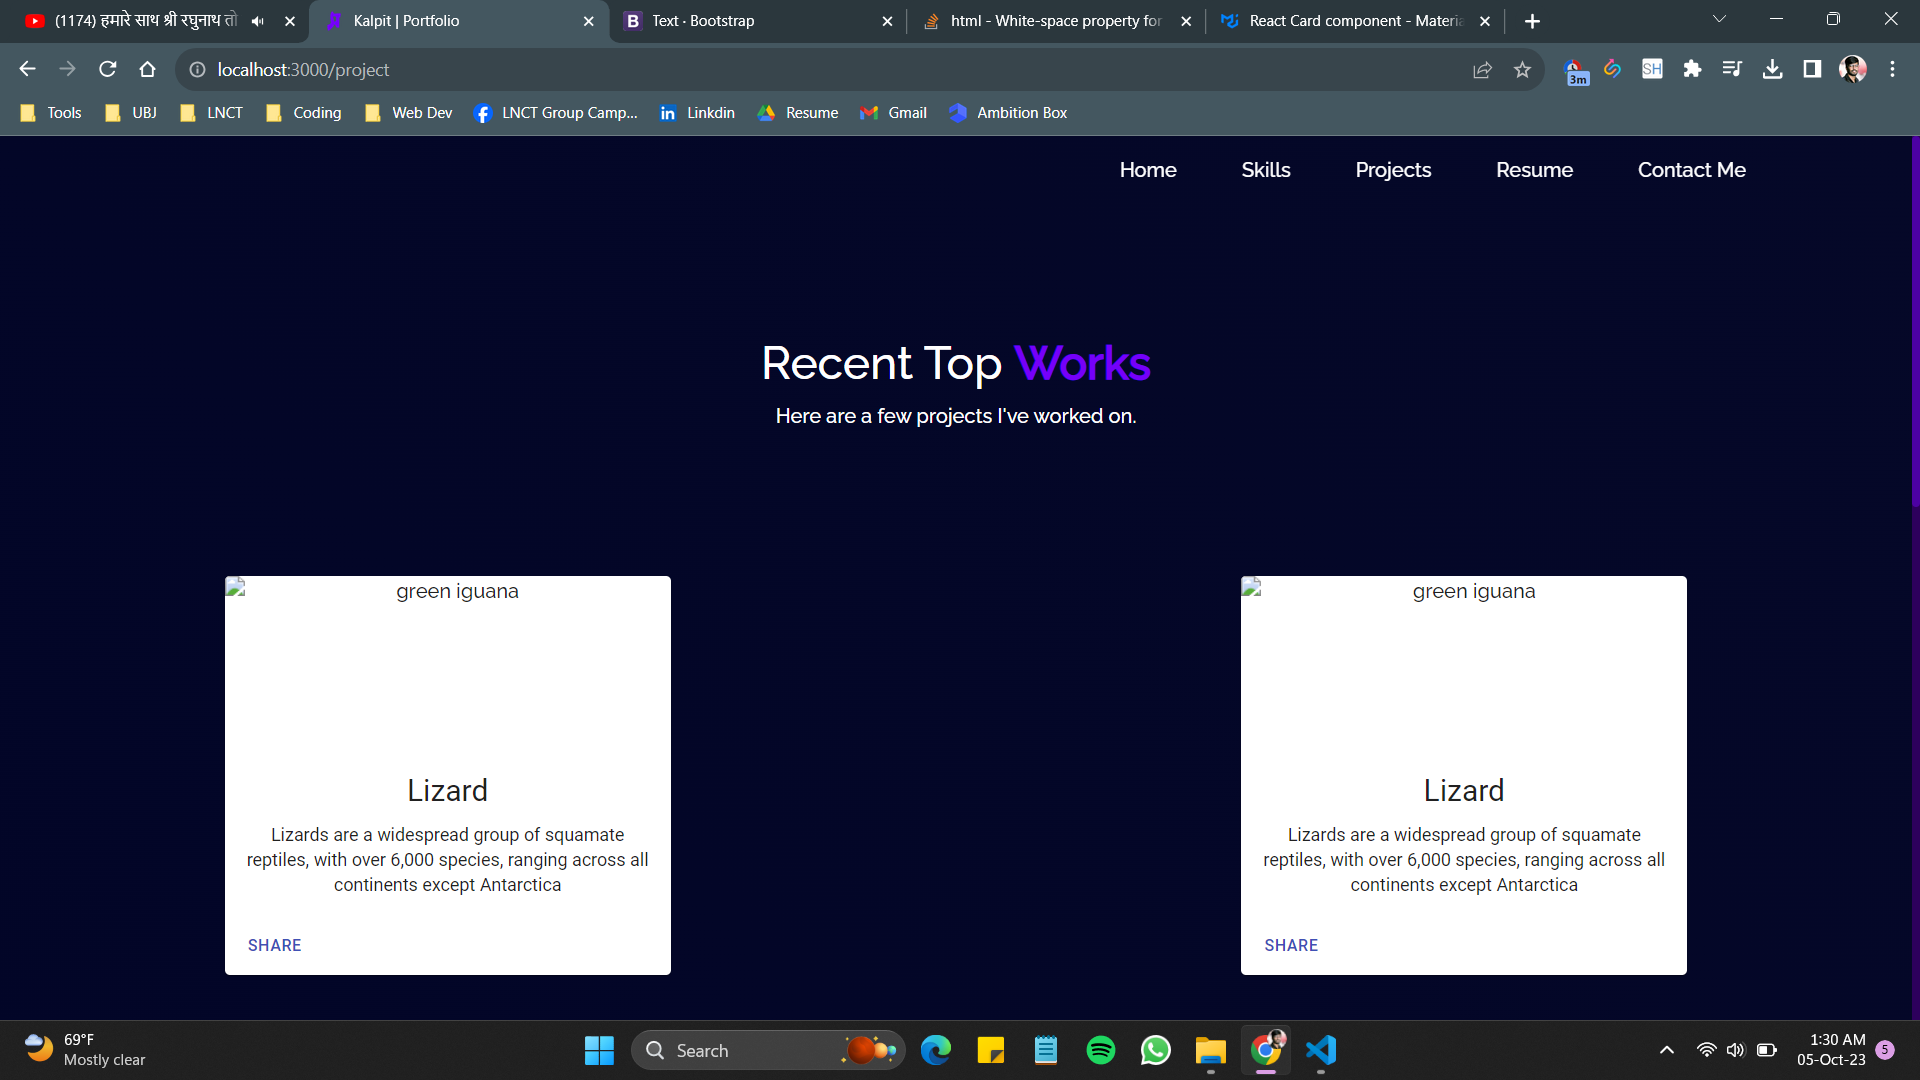 (1174) हमारे साथ श्री रघुनाथ तो
Kalpit | Portfolio
Text · Bootstrap
html - White-space property for
React Card component - Materia
localhost:3000/project
3m
SH
Tools
UBJ
LNCT
Coding
Web Dev
LNCT Group Camp...
Linkdin
Resume
Gmail
Ambition Box
Home
Skills
Projects
Resume
Contact Me
Recent Top Works
Here are a few projects I've worked on.
green iguana
Lizard
Lizards are a widespread group of squamate
reptiles, with over 6,000 species, ranging across all
continents except Antarctica
SHARE
green iguana
Lizard
Lizards are a widespread group of squamate
reptiles, with over 6,000 species, ranging across all
continents except Antarctica
SHARE
69°F
Mostly clear
Search
1:30 AM
05-Oct-23
5